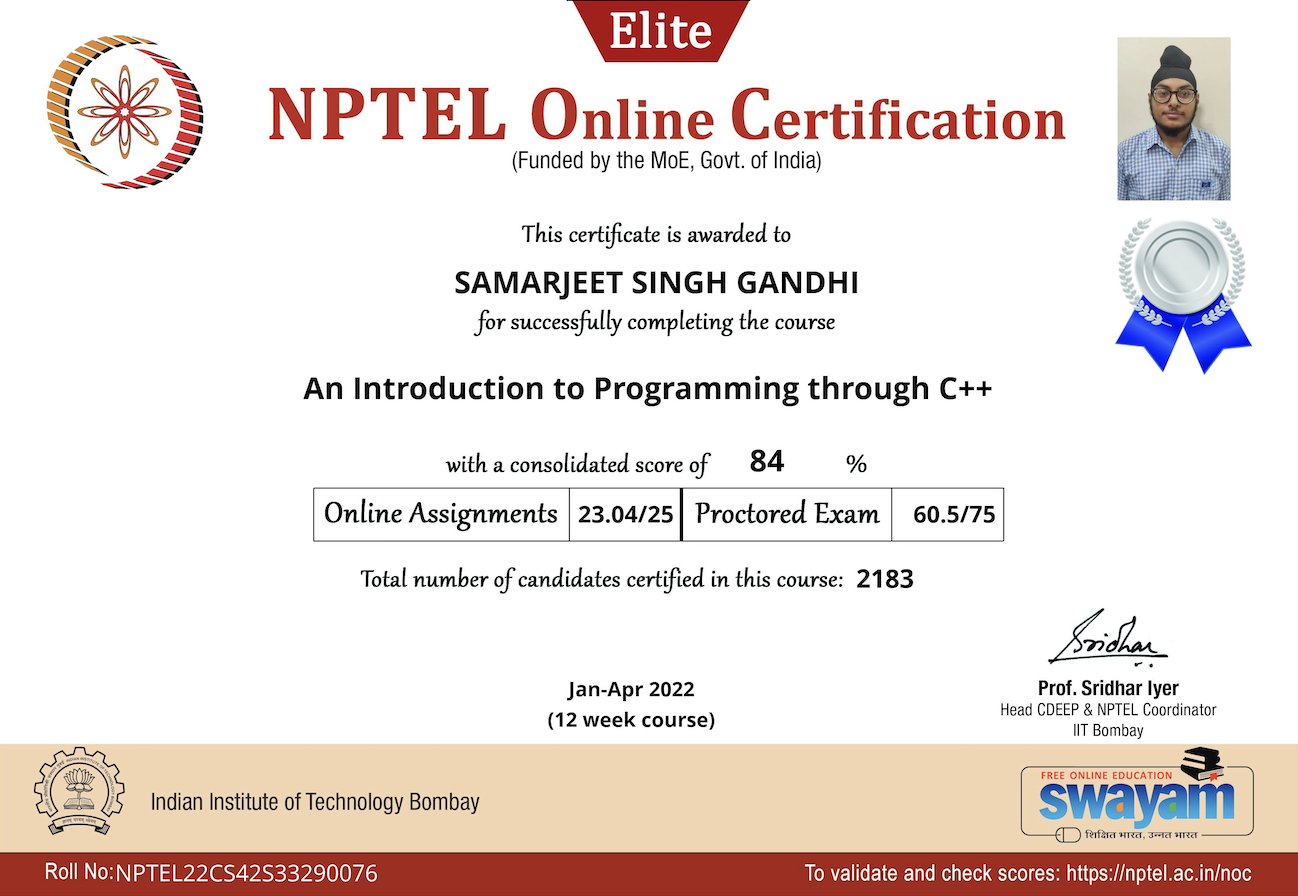 Elite
NPTEL Online Certification
(Funded by the MoE, Govt. of India)
This certificate is awarded to
SAMARJEET SINGH GANDHI
for successfully completing the course
An Introduction to Programming through C++
with a consolidated score of 84 %
Online Assignments 23.04/25 Proctored Exam 60.5/75
Total number of candidates certified in this course: 2183
Sridhar
Jan-Apr 2022
(12 week course)
Prof. Sridhar Iyer
Head CDEEP & NPTEL Coordinator
IIT Bombay
Indian Institute of Technology Bombay
FREE ONLINE EDUCATION
swayam
शिक्षित भारत, उन्नत भारत
Roll No:NPTEL22CS42S33290076
To validate and check scores: https://nptel.ac.in/noc